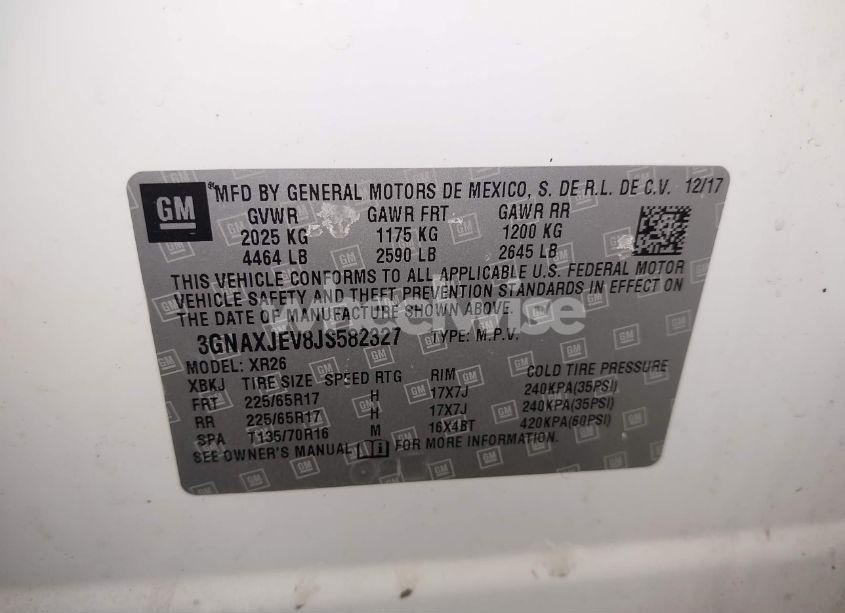 GM *MFD BY GENERAL MOTORS DE MEXICO, S. DE R.L. DE C.V. 12/17
GVWR GAWR FRT GAWR RR
2025 KG 1175 KG 1200 KG
4464 LB 2590 LB 2645 LB
THIS VEHICLE CONFORMS TO ALL APPLICABLE U.S. FEDERAL MOTOR
VEHICLE SAFETY AND THEFT PREVENTION STANDARDS IN EFFECT ON
THE DATE OF MANUFACTURE SHOWN ABOVE.
wheelwise
3GNAXJEV8JS582327 TYPE: M.P.V.
MODEL: XR26
XBKJ TIRE SIZE SPEED RTG RIM COLD TIRE PRESSURE
FRT 225/65R17 H 17X7J 240KPA(35PSI)
RR 225/65R17 H 17X7J 240KPA(35PSI)
SPA T135/70R16 M 16X4BT 420KPA(60PSI)
SEE OWNER'S MANUAL FOR MORE INFORMATION.